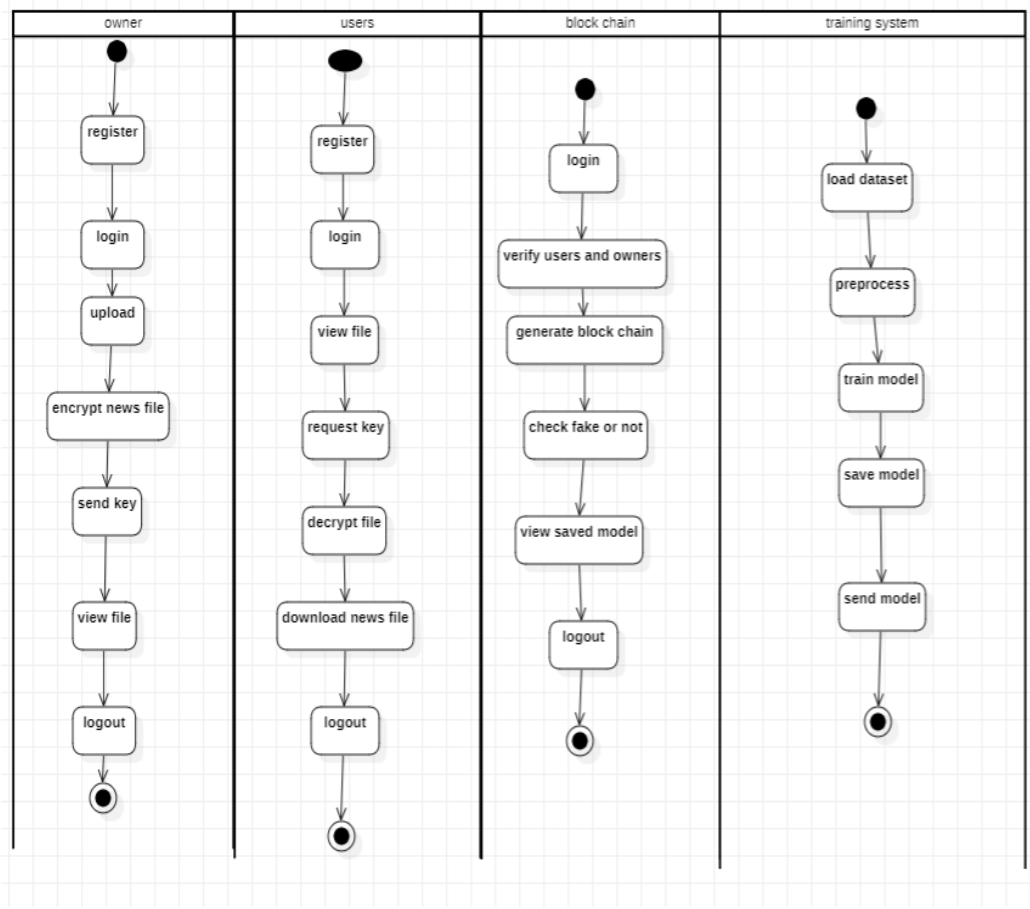 owner
users
block chain
training system
register
login
upload
encrypt news file
send key
view file
logout
register
login
view file
request key
decrypt file
download news file
logout
login
verify users and owners
generate block chain
check fake or not
view saved model
logout
load dataset
preprocess
train model
save model
send model